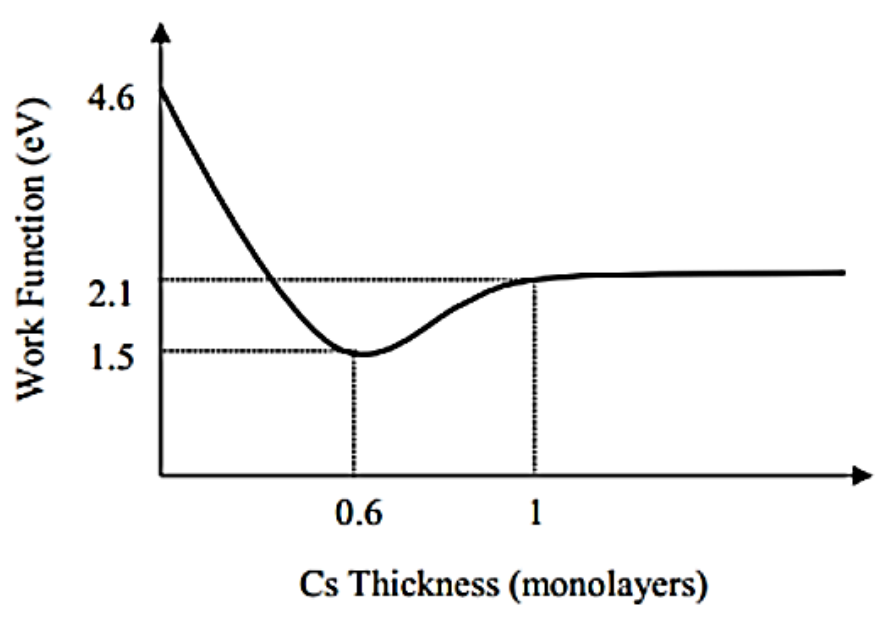 Work Function (eV)
4.6
2.1
1.5
0.6
1
Cs Thickness (monolayers)